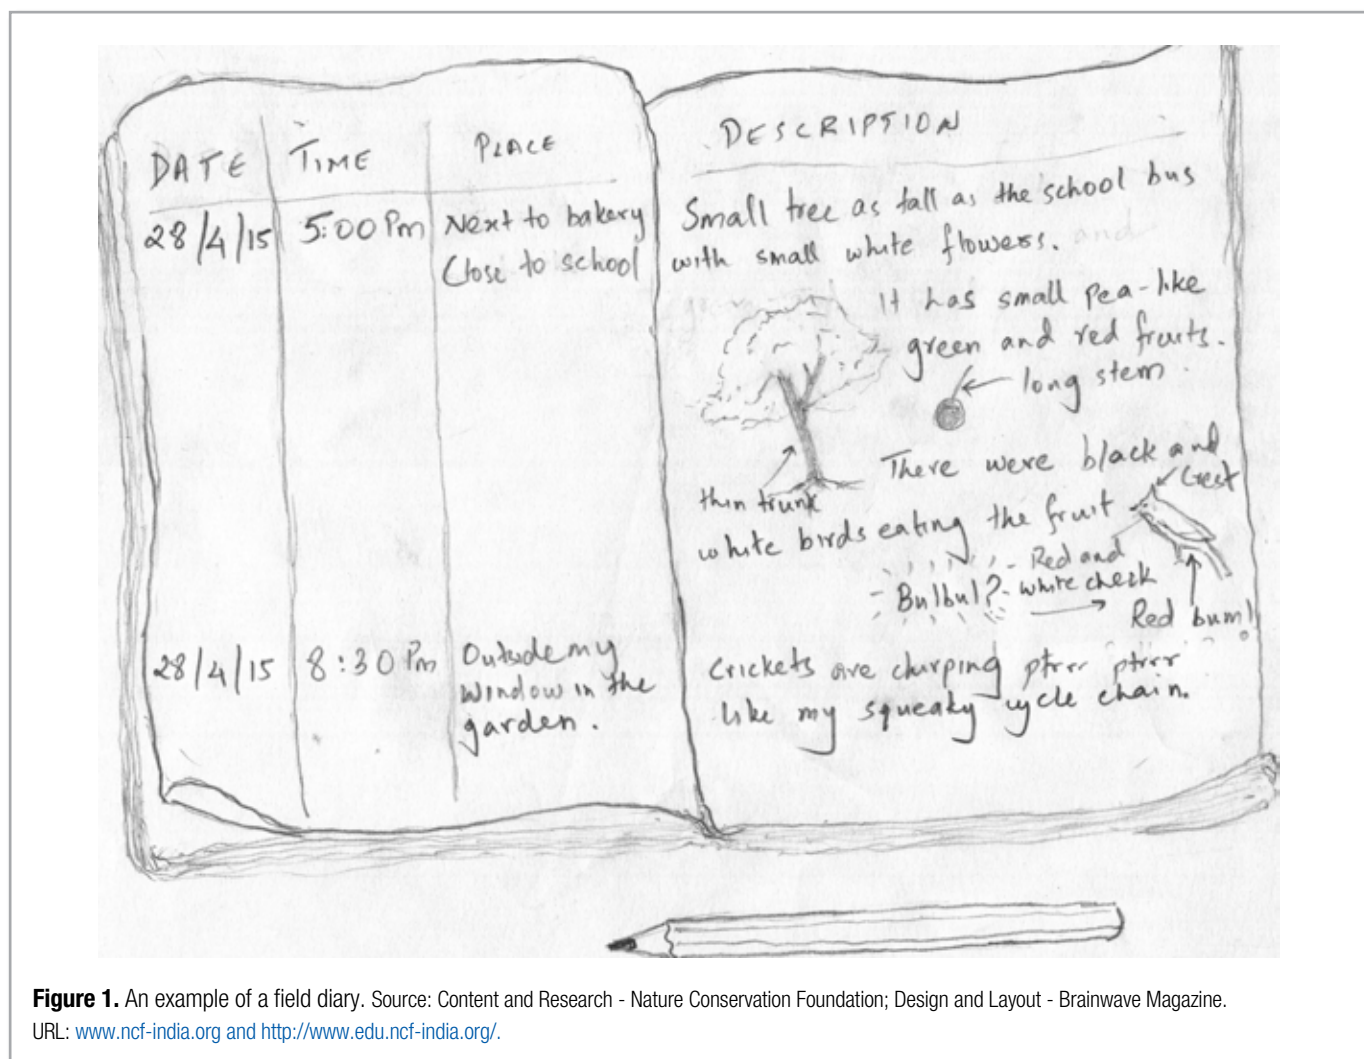 DATE TIME PLACE
28/4/15 5:00 Pm Next to bakery
Close to school
28/4/15 8:30 Pm Outside my
window in the
garden.
DESCRIPTION
Small tree as tall as the school bus
with small white flowers. and
It has small pea-like
green and red fruits.
long stem
thin trunk
There were black and
white birds eating the fruit
Crest
Bulbul?
Red and
white cheek
Red bum!
Crickets are chirping ptrrr ptrrr
like my squeaky cycle chain.
Figure 1. An example of a field diary. Source: Content and Research - Nature Conservation Foundation; Design and Layout - Brainwave Magazine.
URL: www.ncf-india.org and http://www.edu.ncf-india.org/.